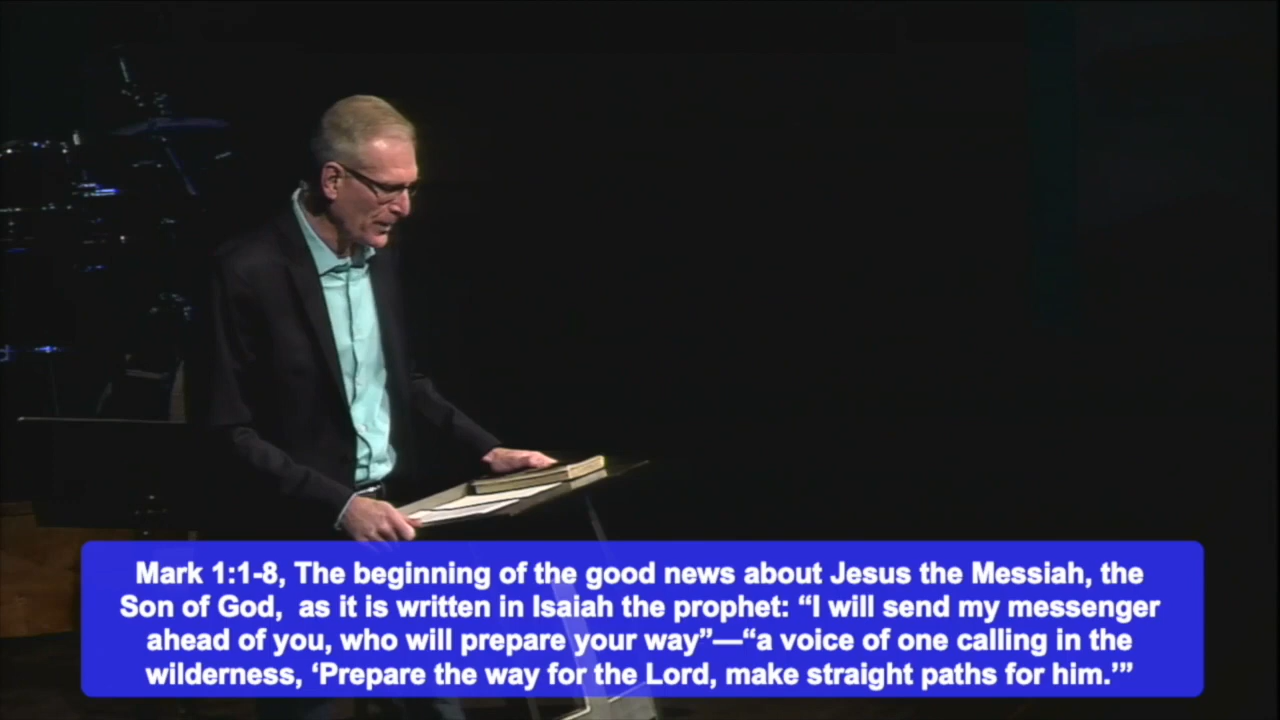 Mark 1:1-8, The beginning of the good news about Jesus the Messiah, the
Son of God,  as it is written in Isaiah the prophet: “I will send my messenger
ahead of you, who will prepare your way”—“a voice of one calling in the
wilderness, ‘Prepare the way for the Lord, make straight paths for him.’”